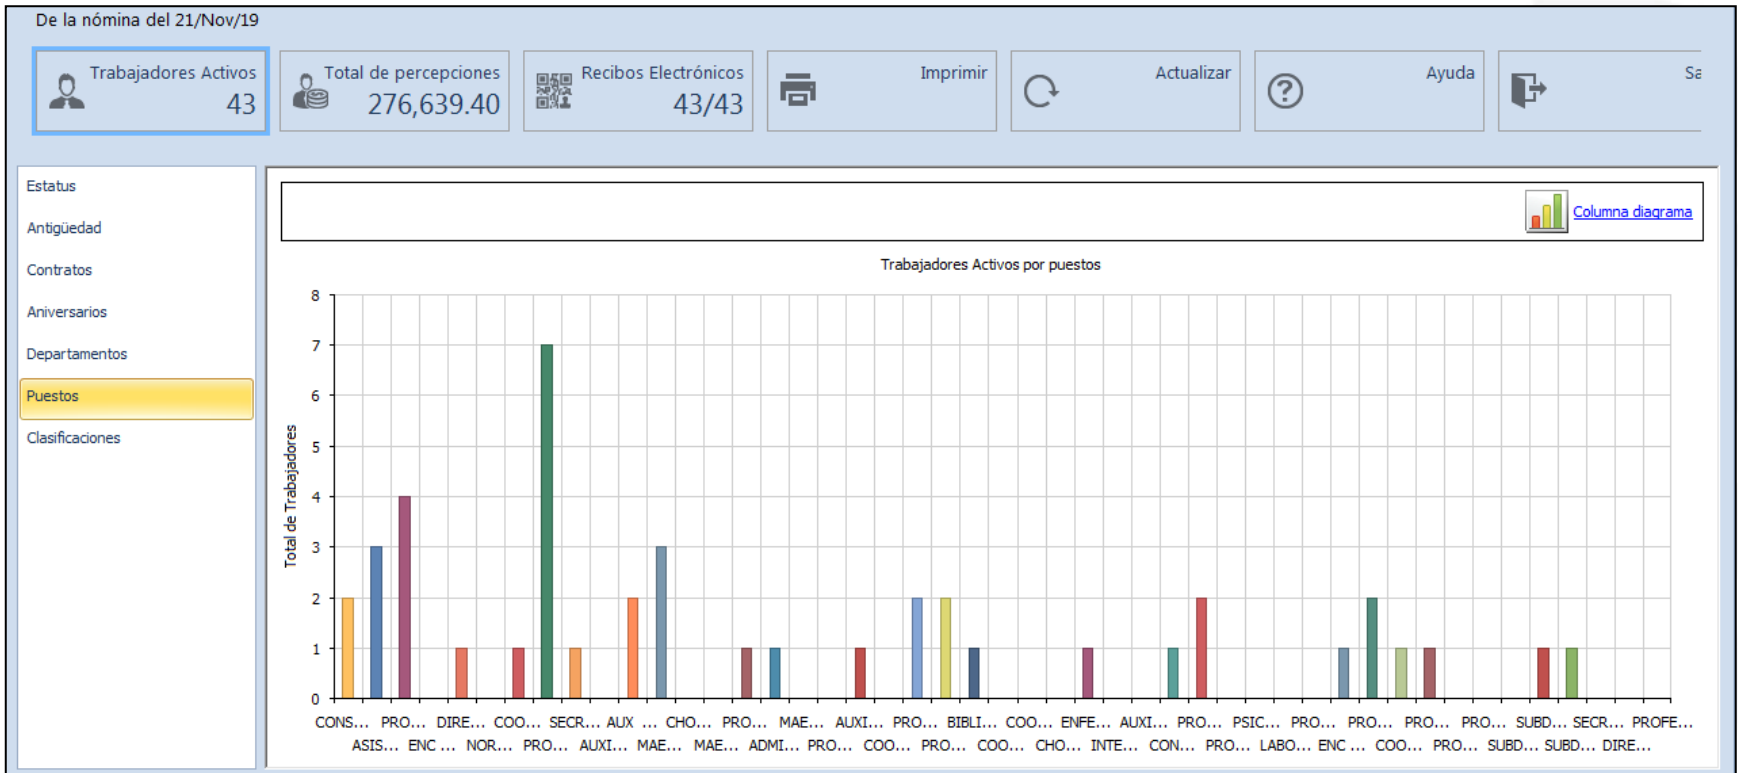 De la nómina del 21/Nov/19
Trabajadores Activos
43
Total de percepciones
276,639.40
Recibos Electrónicos
43/43
Imprimir
Actualizar
Ayuda
Sa
Estatus
Antigüedad
Contratos
Aniversarios
Departamentos
Puestos
Clasificaciones
Columna diagrama
Trabajadores Activos por puestos
Total de Trabajadores
8
7
6
5
4
3
2
1
0
CONS... PRO... DIRE... COO... SECR... AUX ... CHO... PRO... MAE... AUXI... PRO... BIBLI... COO... ENFE... AUXI... PRO... PSIC... PRO... PRO... PRO... PRO... SUBD... SECR... PROFE...
ASIS... ENC ... NOR... PRO... AUXI... MAE... MAE... ADMI... PRO... COO... PRO... COO... CHO... INTE... CON... PRO... LABO... ENC ... COO... PRO... SUBD... SUBD... DIRE...